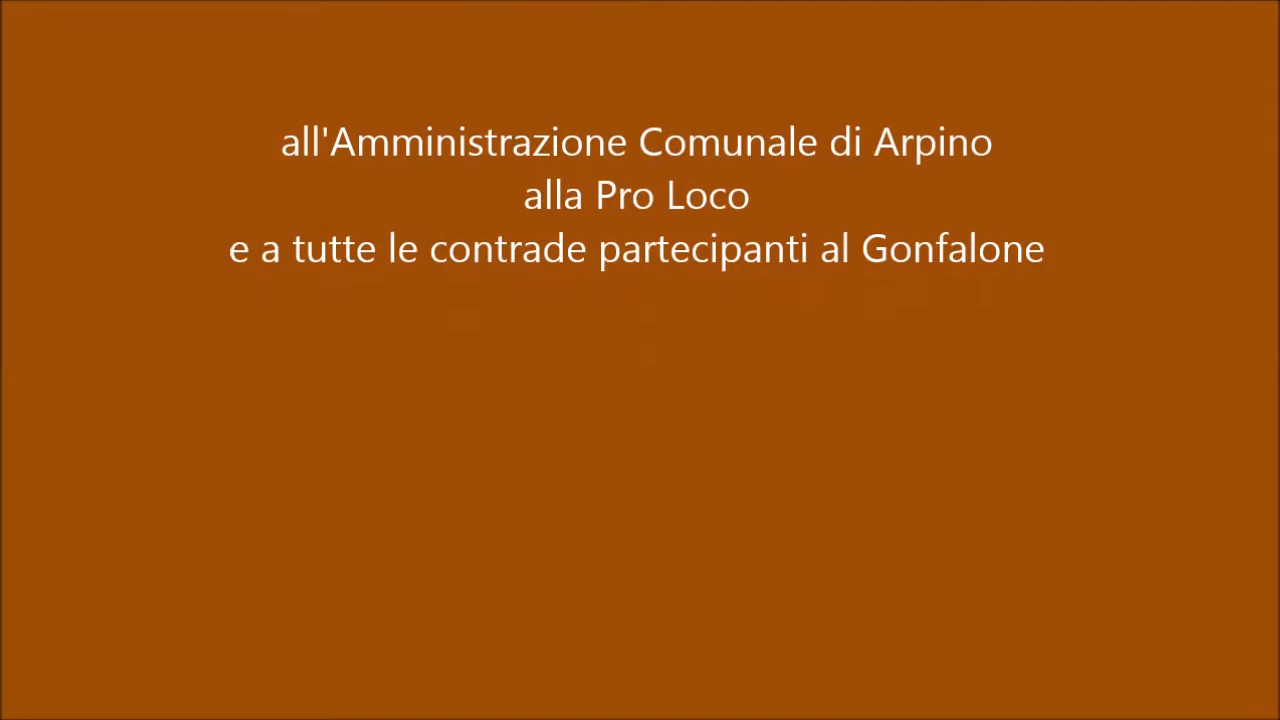 all'Amministrazione Comunale di Arpino
alla Pro Loco
e a tutte le contrade partecipanti al Gonfalone